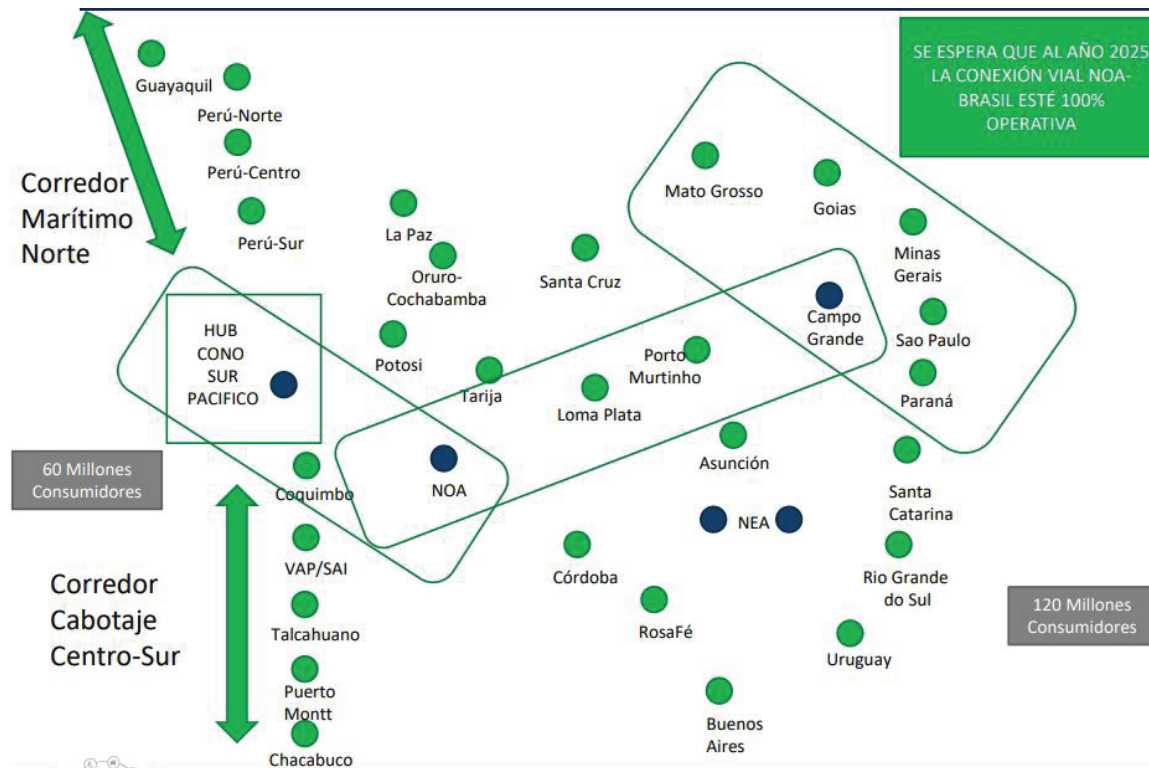 SE ESPERA QUE AL AÑO 2025
LA CONEXIÓN VIAL NOA-
BRASIL ESTÉ 100%
OPERATIVA
Guayaquil
Perú-Norte
Perú-Centro
Perú-Sur
Corredor
Marítimo
Norte
La Paz
Oruro-
Cochabamba
Santa Cruz
Mato Grosso
Goias
Minas
Gerais
Sao Paulo
Paraná
Campo
Grande
HUB
CONO
SUR
PACIFICO
Potosi
Tarija
Porto
Murtinho
Loma Plata
60 Millones
Consumidores
Coquimbo
NOA
Asunción
NEA
Santa
Catarina
Corredor
Cabotaje
Centro-Sur
VAP/SAI
Talcahuano
Puerto
Montt
Chacabuco
Córdoba
RosaFé
Rio Grande
do Sul
Uruguay
Buenos
Aires
120 Millones
Consumidores